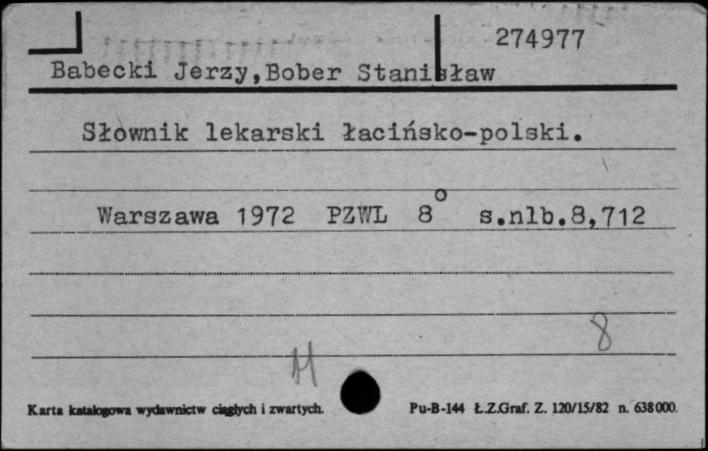 274977
Babecki Jerzy,Bober Stanisław
Słownik lekarski łacińsko-polski.
Warszawa 1972 PZWL 8° s.nlb.8,712
8
M
Karta katalogowa wydawnictw ciągłych i zwartych. Pu-B-144 Ł.Z.Graf. Z. 120/15/82 n. 638000.